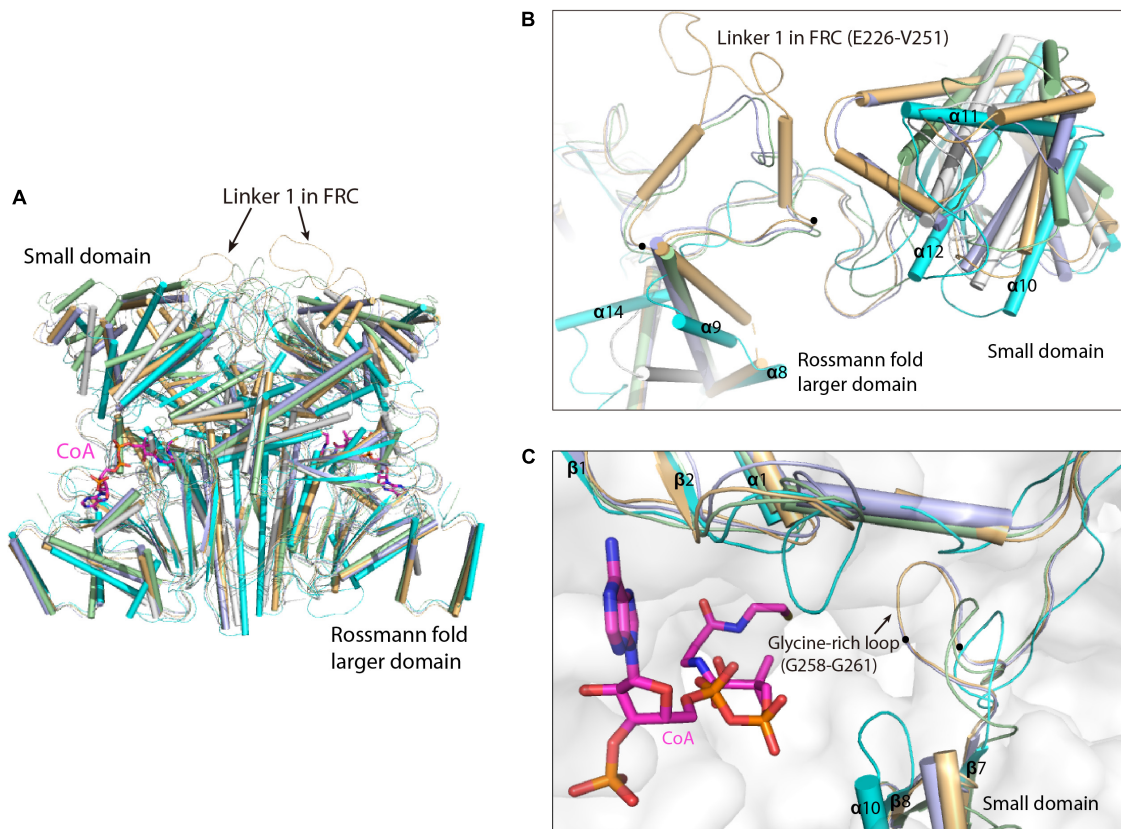 A
Linker 1 in FRC
Small domain
CoA
Rossmann fold
larger domain
B
Linker 1 in FRC (E226-V251)
α11
α12
α10
α14
α9
α8
Rossmann fold
larger domain
Small domain
C
β1
β2
α1
Glycine-rich loop
(G258-G261)
CoA
β7
α10
β8
Small domain